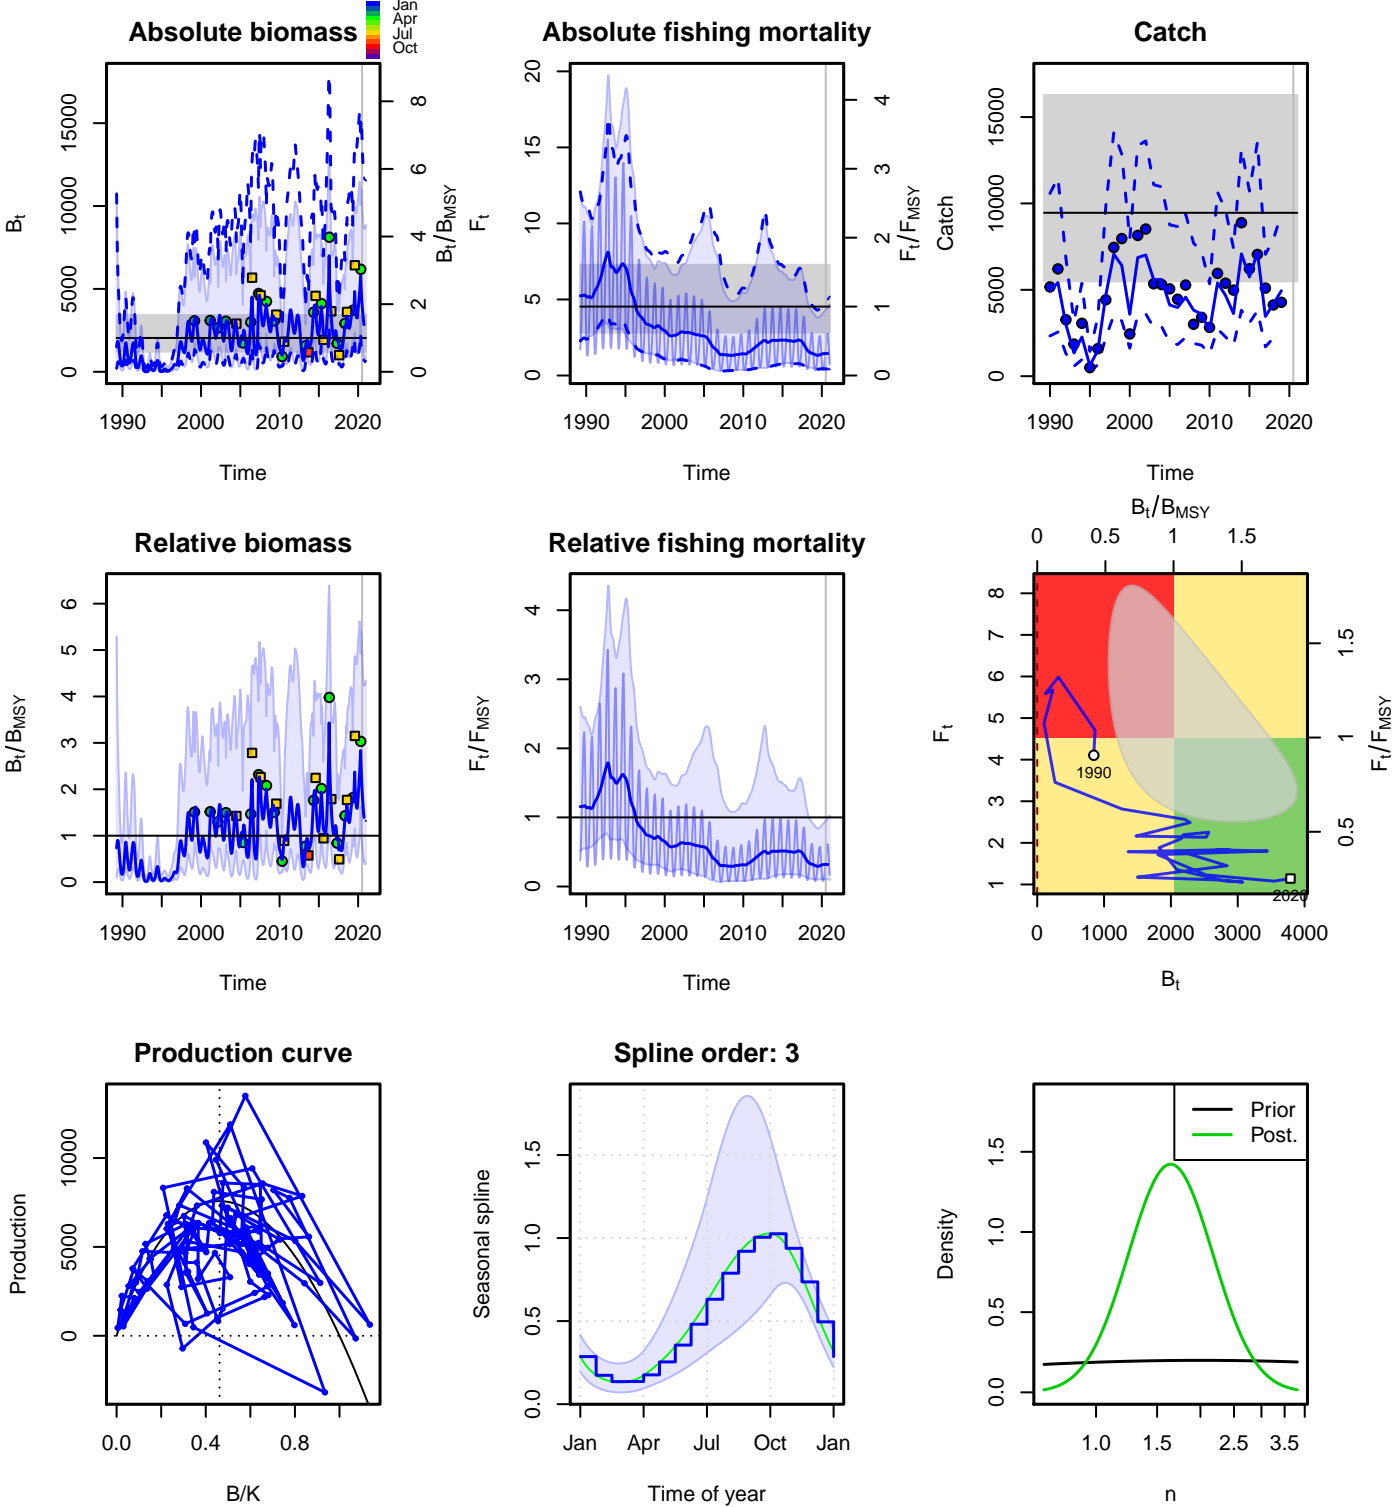 Jan
Apr
Jul
Oct
Absolute biomass
Absolute fishing mortality
Catch
Bt
0 5000 10000 15000
0 2 4 6 8
Bt/BMSY
1990 2000 2010 2020
Time
Ft
0 5 10 15 20
0 1 2 3 4
Ft/FMSY
1990 2000 2010 2020
Time
Catch
0 5000 10000 15000
1990 2000 2010 2020
Time
Relative biomass
Bt/BMSY
0 1 2 3 4 5 6
1990 2000 2010 2020
Time
Relative fishing mortality
Ft/FMSY
0 1 2 3 4
1990 2000 2010 2020
Time
Bt/BMSY
0 0.5 1 1.5
Ft
1 2 3 4 5 6 7 8
0.5 1 1.5
Ft/FMSY
1990
2020
0 1000 2000 3000 4000
Bt
Production curve
Production
0 5000 10000
0.0 0.4 0.8
B/K
Spline order: 3
Seasonal spline
0.0 0.5 1.0 1.5
Jan Apr Jul Oct Jan
Time of year
Prior
Post.
Density
0.0 0.5 1.0 1.5
1.0 1.5 2.5 3.5
n